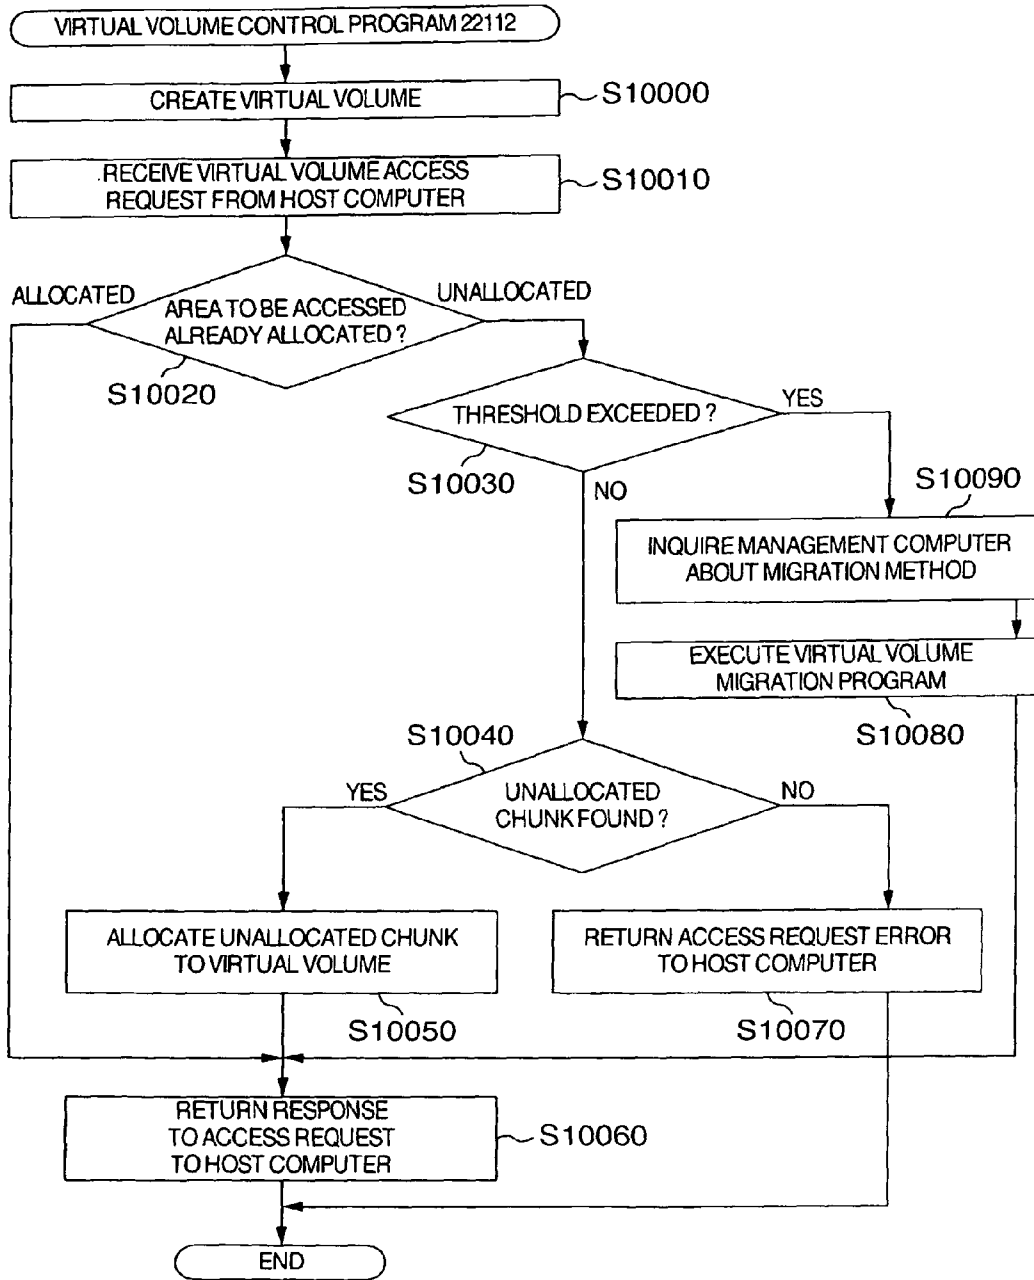 VIRTUAL VOLUME CONTROL PROGRAM 22112
CREATE VIRTUAL VOLUME
S10000
RECEIVE VIRTUAL VOLUME ACCESS
REQUEST FROM HOST COMPUTER
S10010
ALLOCATED
UNALLOCATED
AREA TO BE ACCESSED
ALREADY ALLOCATED ?
S10020
THRESHOLD EXCEEDED ?
YES
S10030
NO
S10090
INQUIRE MANAGEMENT COMPUTER
ABOUT MIGRATION METHOD
EXECUTE VIRTUAL VOLUME
MIGRATION PROGRAM
S10080
S10040
YES
UNALLOCATED
CHUNK FOUND ?
NO
ALLOCATE UNALLOCATED CHUNK
TO VIRTUAL VOLUME
S10050
RETURN ACCESS REQUEST ERROR
TO HOST COMPUTER
S10070
RETURN RESPONSE
TO ACCESS REQUEST
TO HOST COMPUTER
S10060
END